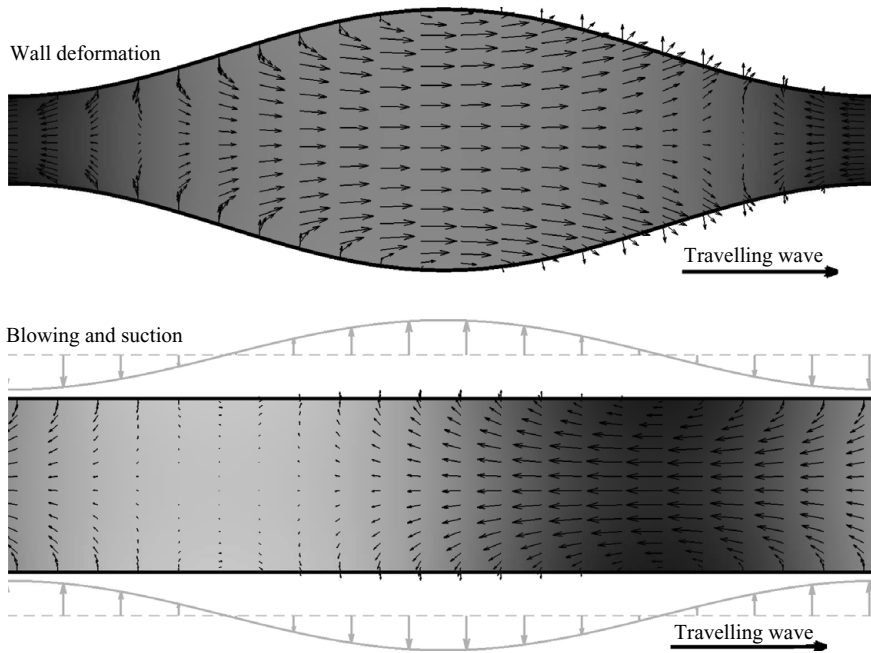 Wall deformation
Travelling wave
Blowing and suction
Travelling wave